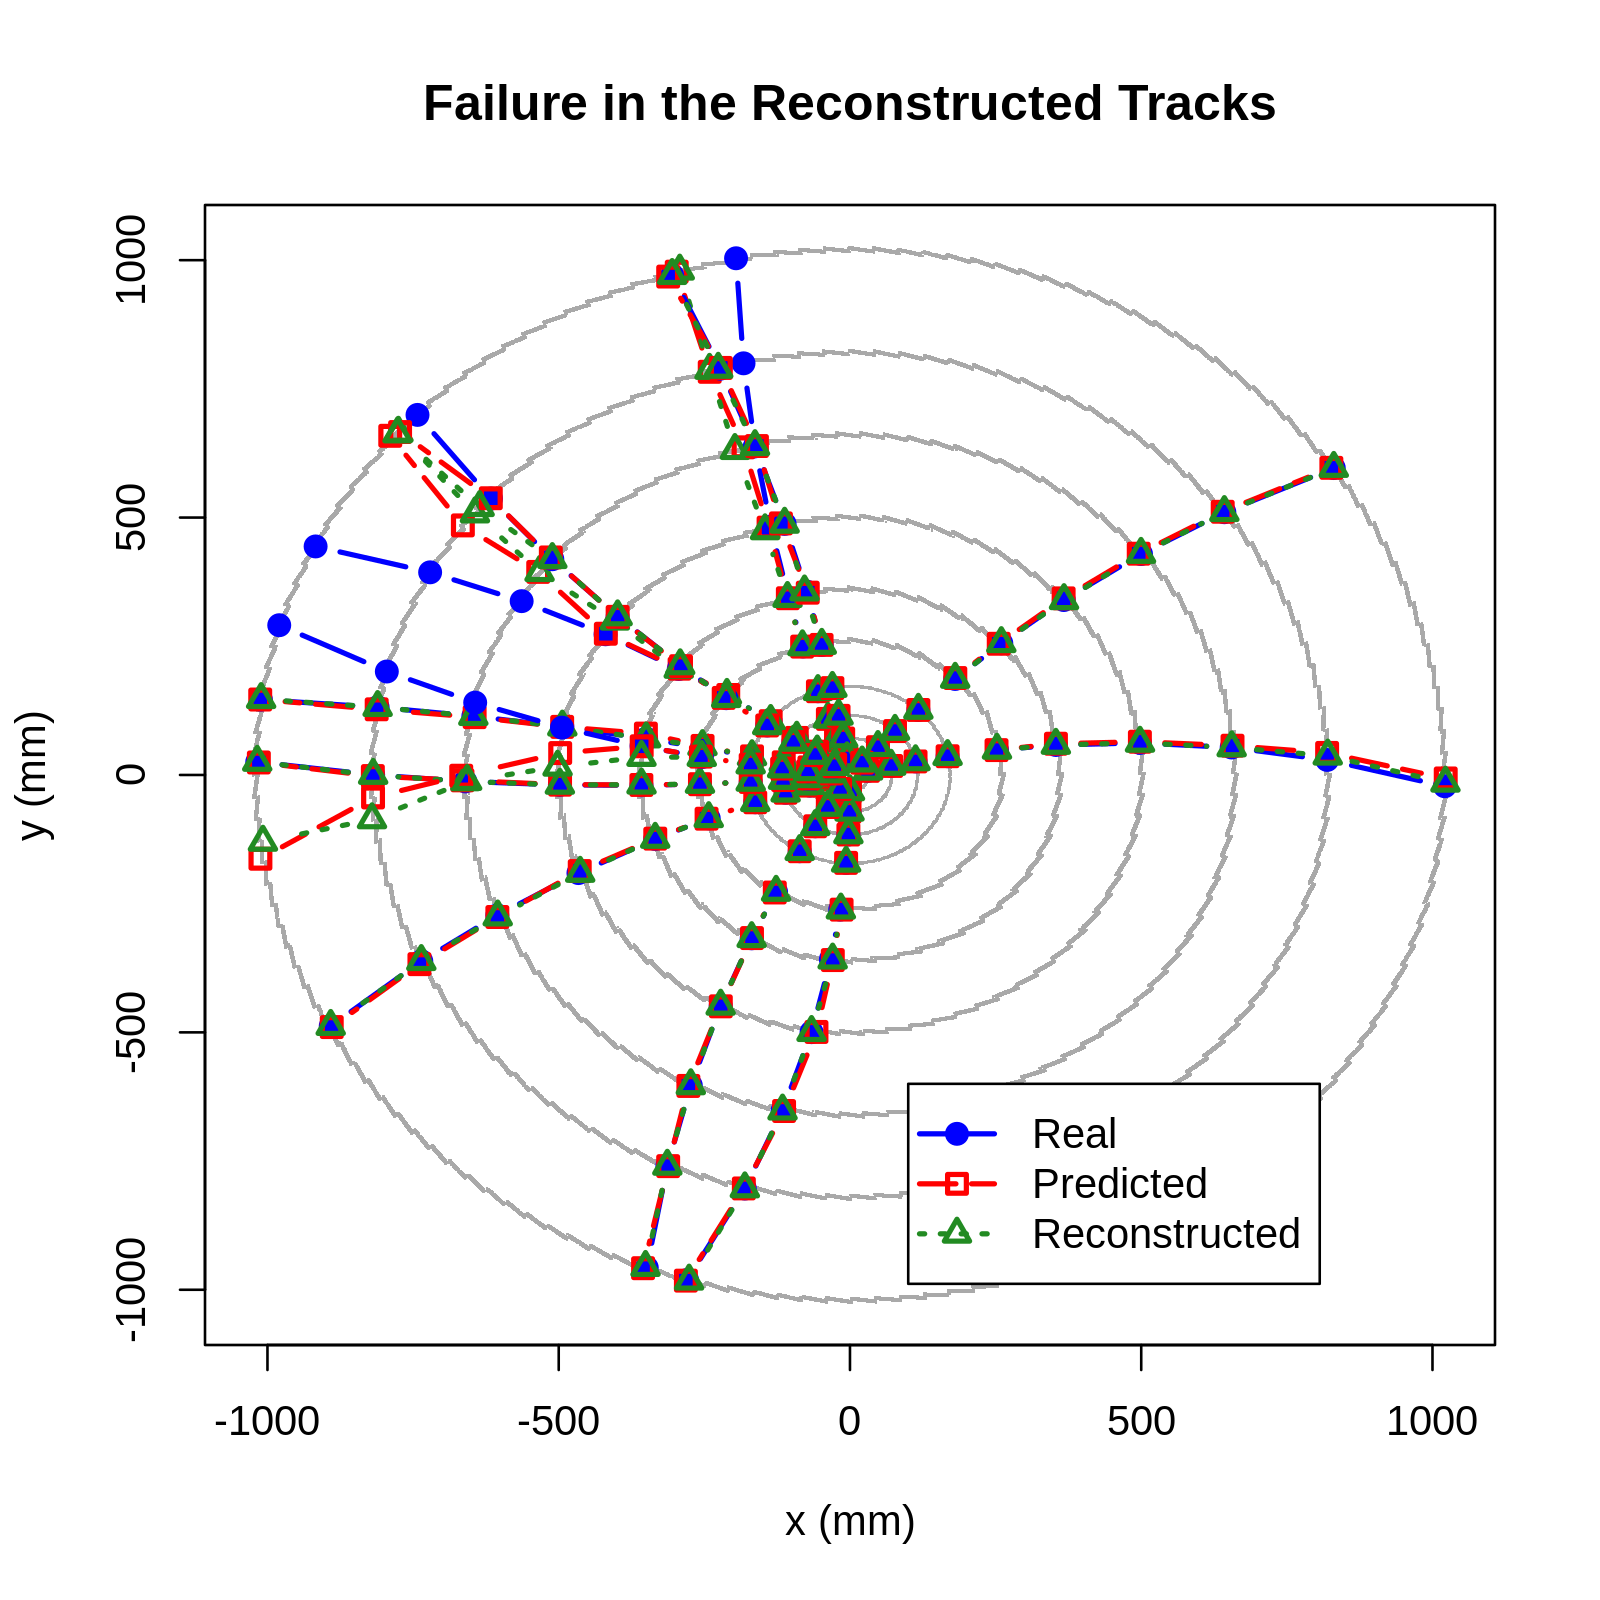 Failure in the Reconstructed Tracks
1000
500
0
-500
-1000
y (mm)
Real
Predicted
Reconstructed
-1000
-500
0
500
1000
x (mm)